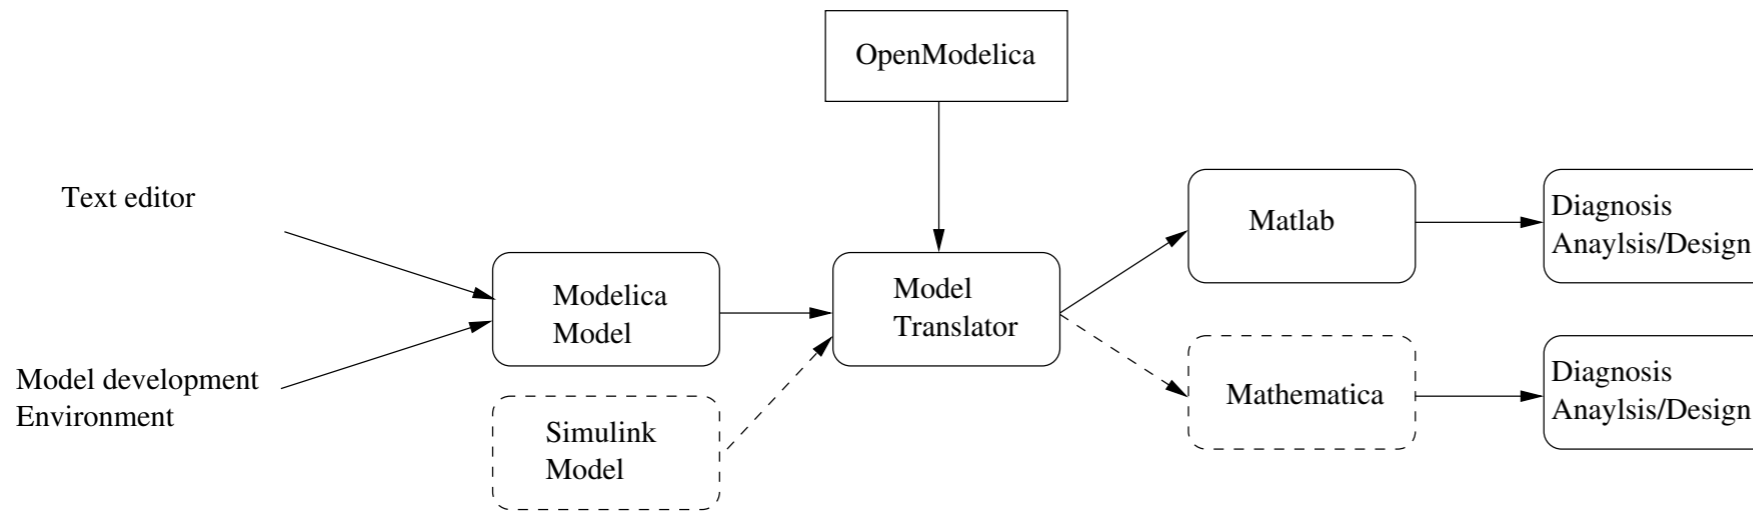 OpenModelica
Text editor
Model development
Environment
Modelica
Model
Simulink
Model
Model
Translator
Matlab
Mathematica
Diagnosis
Anaylsis/Design
Diagnosis
Anaylsis/Design